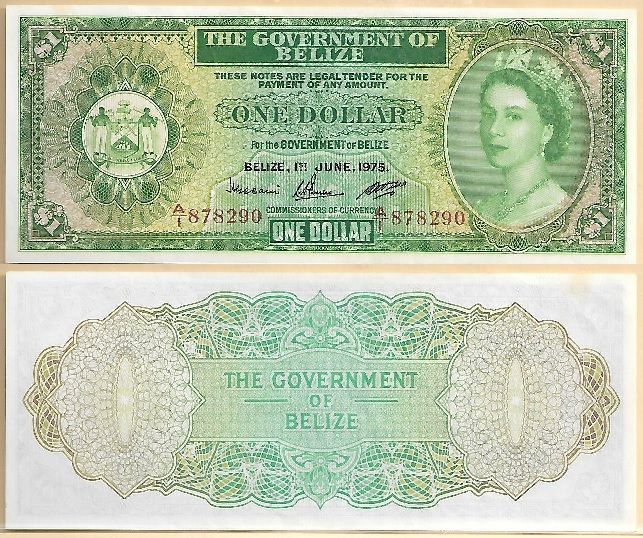 $1
$1
THE GOVERNMENT OF
BELIZE
THESE NOTES ARE LEGAL TENDER FOR THE
PAYMENT OF ANY AMOUNT.
ONE DOLLAR
For the GOVERNMENT OF BELIZE
BELIZE, 1ST JUNE, 1975.
A/1 878290
A/1 878290
COMMISSIONERS OF CURRENCY
$1
ONE DOLLAR
$1
THE GOVERNMENT
OF
BELIZE